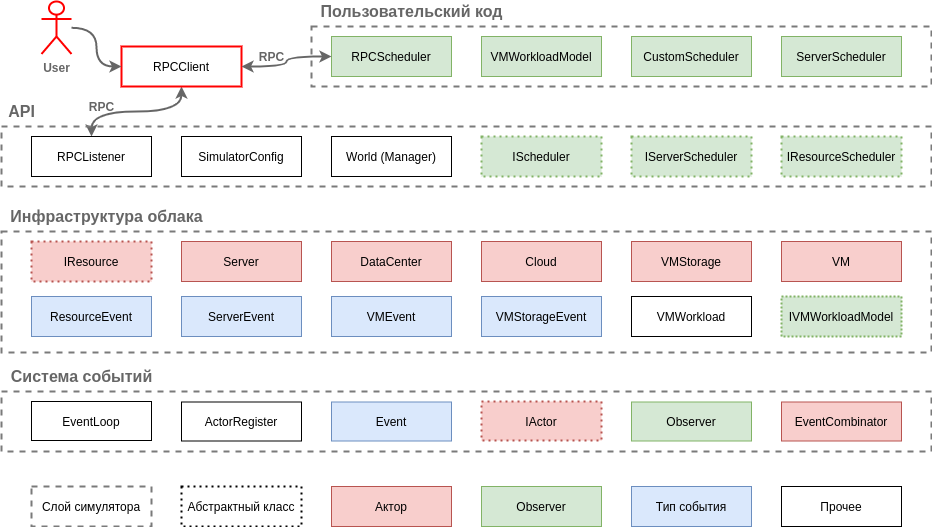 Пользовательский код
User
RPCClient
RPC
RPCScheduler
VMWorkloadModel
CustomScheduler
ServerScheduler
RPC
API
RPCListener
SimulatorConfig
World (Manager)
IScheduler
IServerScheduler
IResourceScheduler
Инфраструктура облака
IResource
Server
DataCenter
Cloud
VMStorage
VM
ResourceEvent
ServerEvent
VMEvent
VMStorageEvent
VMWorkload
IVMWorkloadModel
Система событий
EventLoop
ActorRegister
Event
IActor
Observer
EventCombinator
Слой симулятора
Абстрактный класс
Актор
Observer
Тип события
Прочее